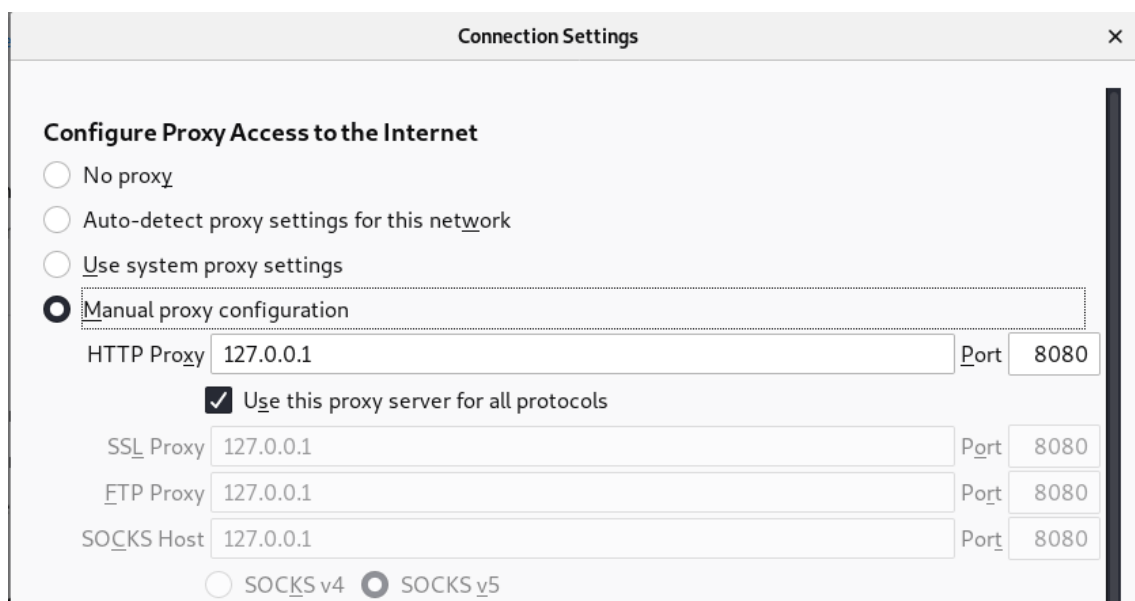 Connection Settings ×
Configure Proxy Access to the Internet
No proxy
Auto-detect proxy settings for this network
Use system proxy settings
Manual proxy configuration
HTTP Proxy 127.0.0.1 Port 8080
Use this proxy server for all protocols
SSL Proxy 127.0.0.1 Port 8080
FTP Proxy 127.0.0.1 Port 8080
SOCKS Host 127.0.0.1 Port 8080
SOCKS v4 SOCKS v5